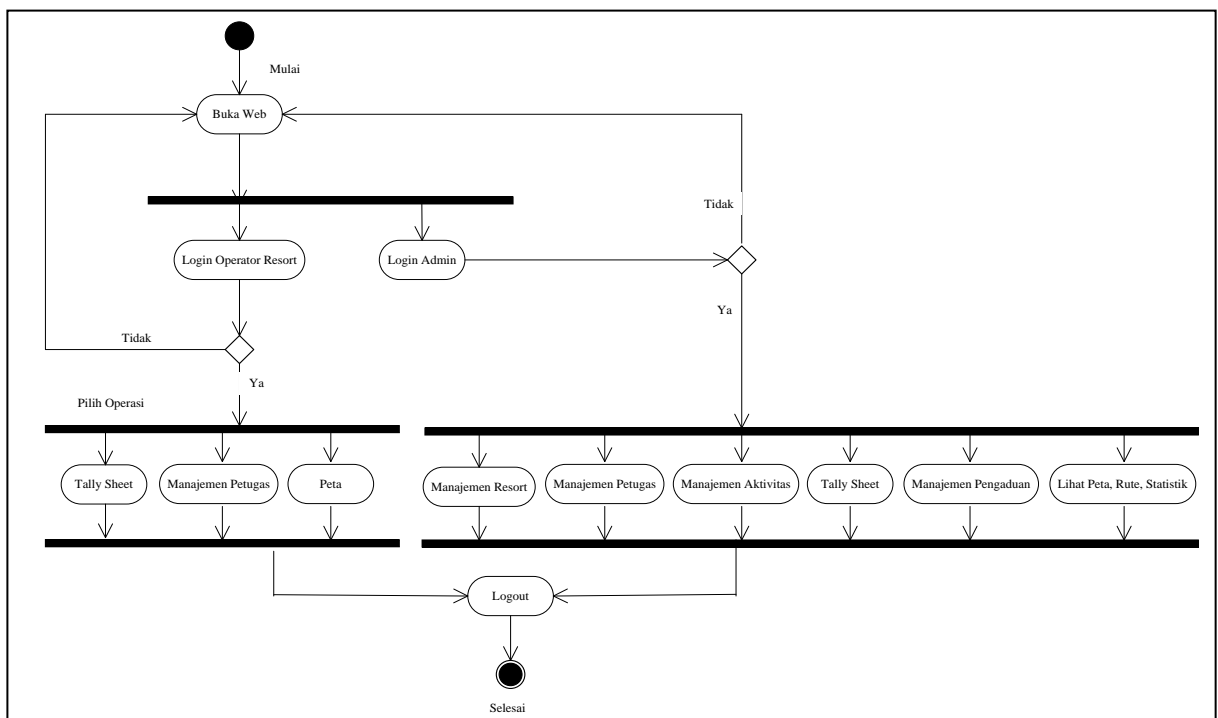 Mulai
Buka Web
Tidak
Login Operator Resort
Login Admin
Ya
Tidak
Ya
Pilih Operasi
Tally Sheet
Manajemen Petugas
Peta
Manajemen Resort
Manajemen Petugas
Manajemen Aktivitas
Tally Sheet
Manajemen Pengaduan
Lihat Peta, Rute, Statistik
Logout
Selesai